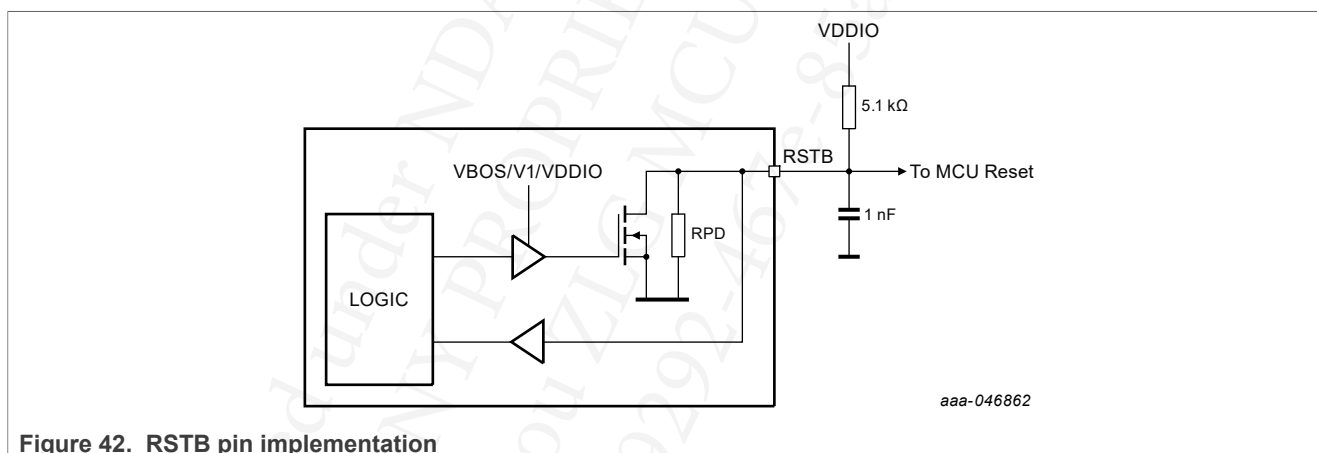 VDDIO
5.1 kΩ
RSTB
VBOS/V1/VDDIO
To MCU Reset
1 nF
RPD
LOGIC
aaa-046862
Figure 42. RSTB pin implementation